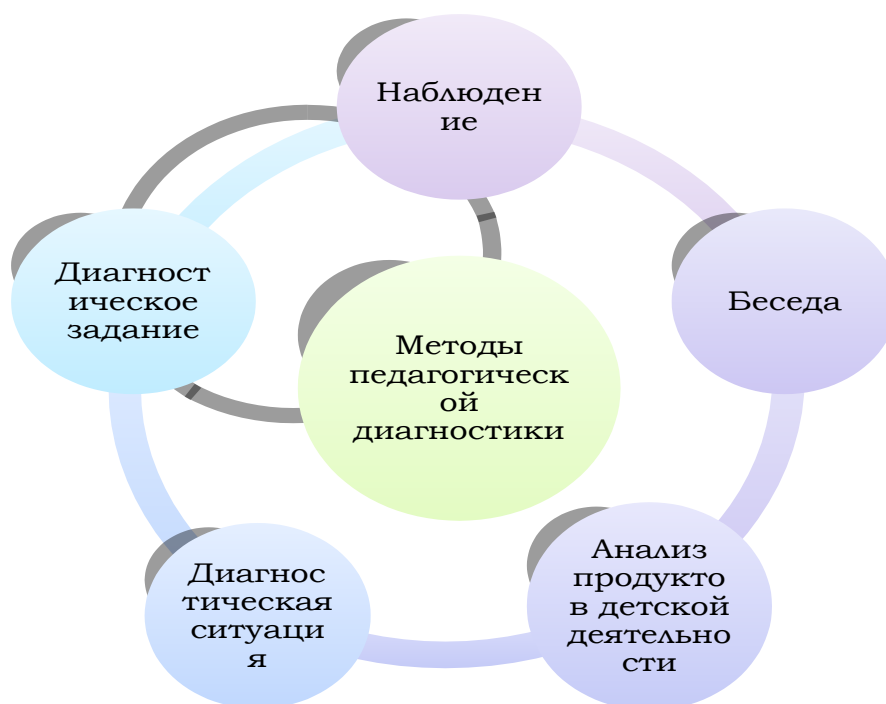 Наблюден
ие
Диагност
ическое
задание
Беседа
Методы
педагогическ
ой
диагностики
Диагнос
тическая
ситуаци
я
Анализ
продукто
в детской
деятельно
сти